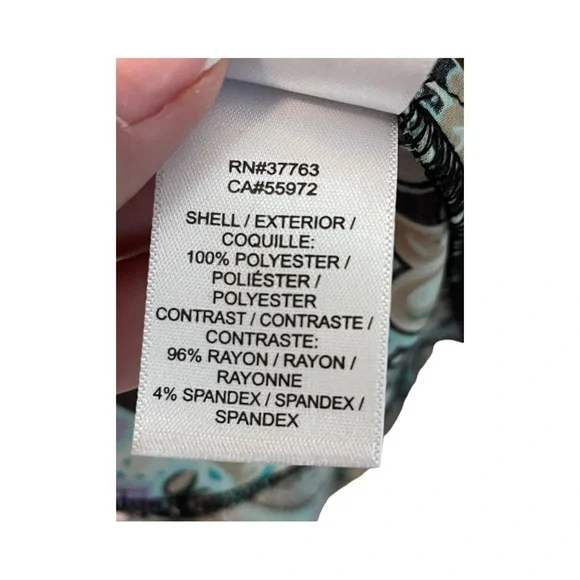 RN#37763
CA#55972
SHELL / EXTERIOR /
COQUILLE:
100% POLYESTER /
POLIÉSTER /
POLYESTER
CONTRAST / CONTRASTE /
CONTRASTE:
96% RAYON / RAYON /
RAYONNE
4% SPANDEX / SPANDEX /
SPANDEX